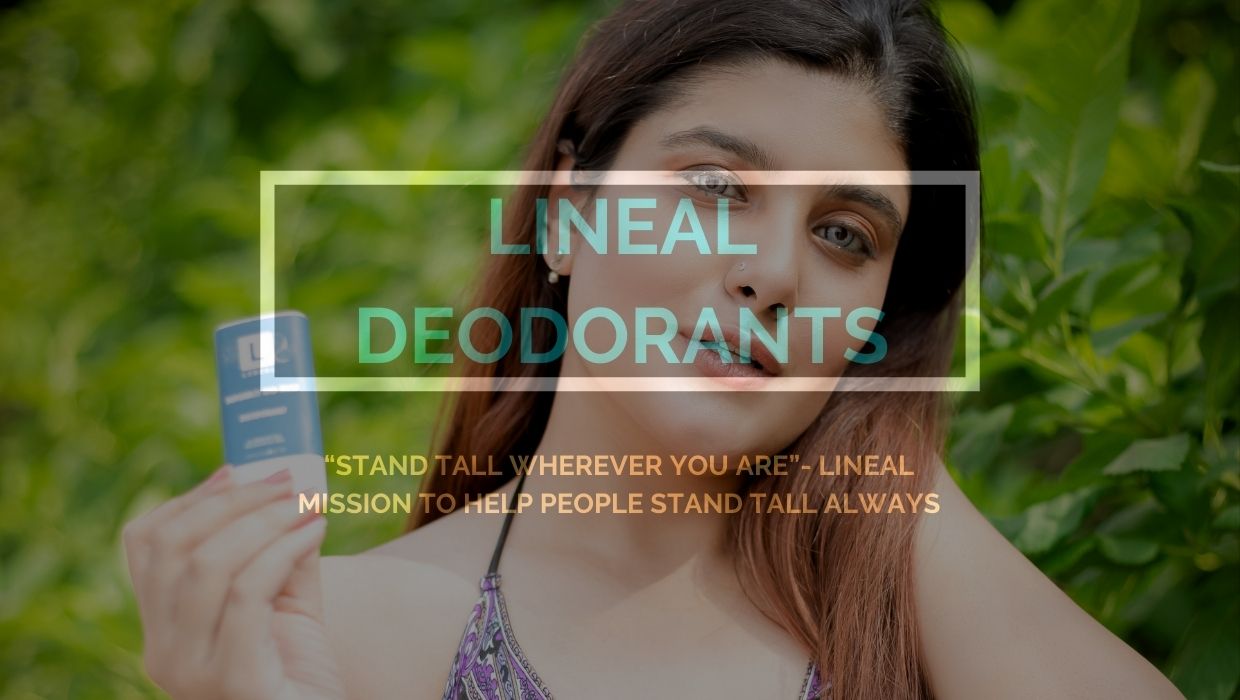 LINEAL
DEODORANTS
“STAND TALL WHEREVER YOU ARE”- LINEAL
MISSION TO HELP PEOPLE STAND TALL ALWAYS